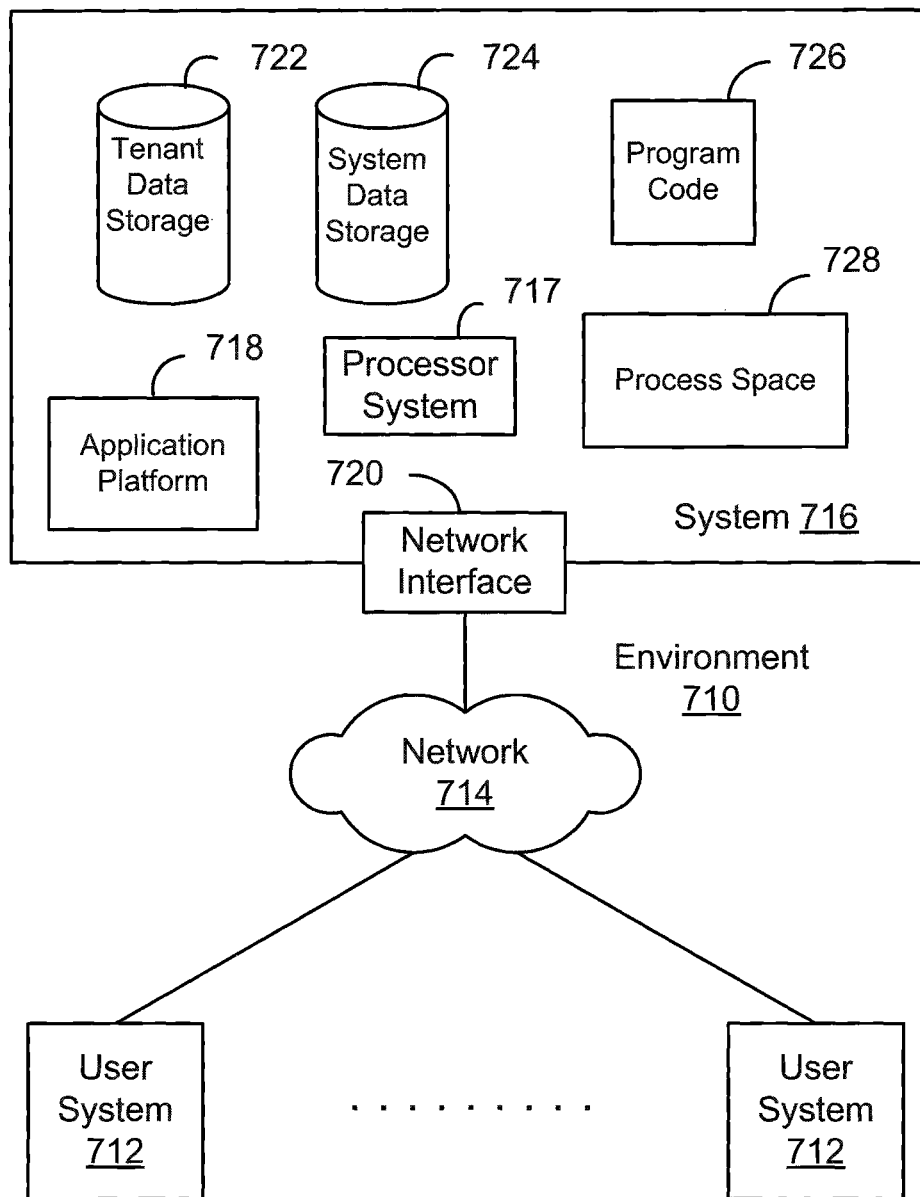 722
724
726
Tenant
Data
Storage
System
Data
Storage
Program
Code
717
728
718
Processor
System
Process Space
Application
Platform
720
System 716
Network
Interface
Environment
710
Network
714
User
System
712
. . . . . . . . . .
User
System
712